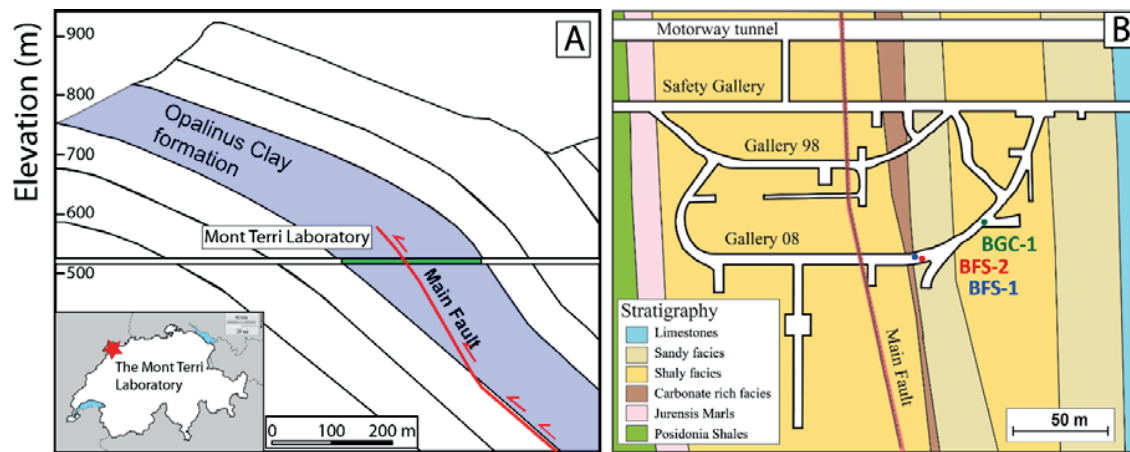 Elevation (m)
900
800
700
600
500
A
Opalinus Clay
formation
Mont Terri Laboratory
Main Fault
The Mont Terri
Laboratory
0 100 200 m
B
Motorway tunnel
Safety Gallery
Gallery 98
Gallery 08
BGC-1
BFS-2
BFS-1
Main Fault
Stratigraphy
Limestones
Sandy facies
Shaly facies
Carbonate rich facies
Jurensis Marls
Posidonia Shales
50 m